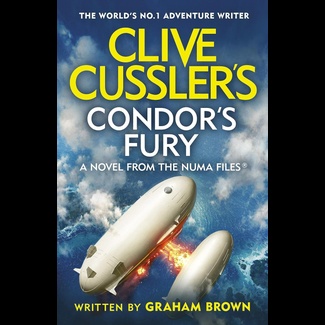 THE WORLD'S NO.1 ADVENTURE WRITER
CLIVE
CUSSLER'S
CONDOR'S
FURY
A NOVEL FROM THE NUMA FILES®
WRITTEN BY GRAHAM BROWN